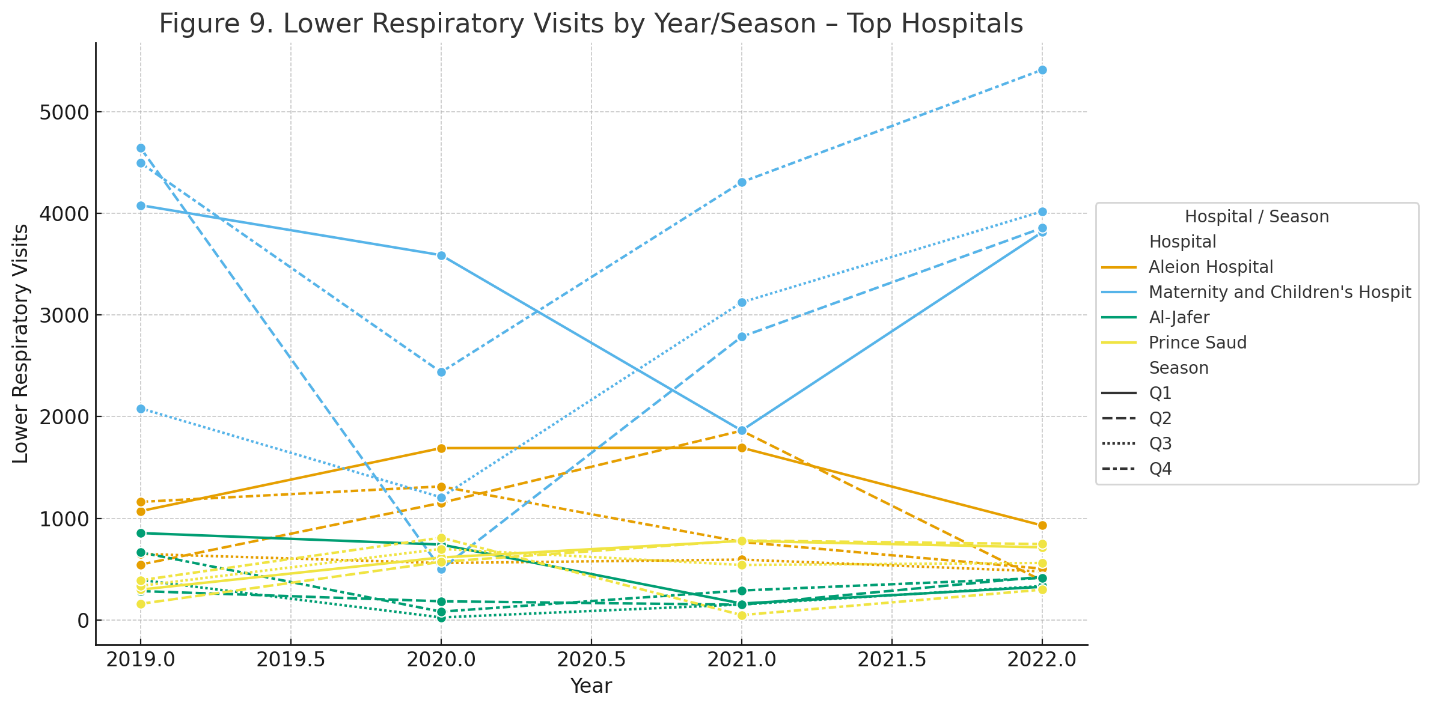 Figure 9. Lower Respiratory Visits by Year/Season – Top Hospitals
Lower Respiratory Visits
5000
4000
3000
2000
1000
0
2019.0 2019.5 2020.0 2020.5 2021.0 2021.5 2022.0
Year
Hospital / Season
Hospital
Aleion Hospital
Maternity and Children's Hospit
Al-Jafer
Prince Saud
Season
Q1
Q2
Q3
Q4